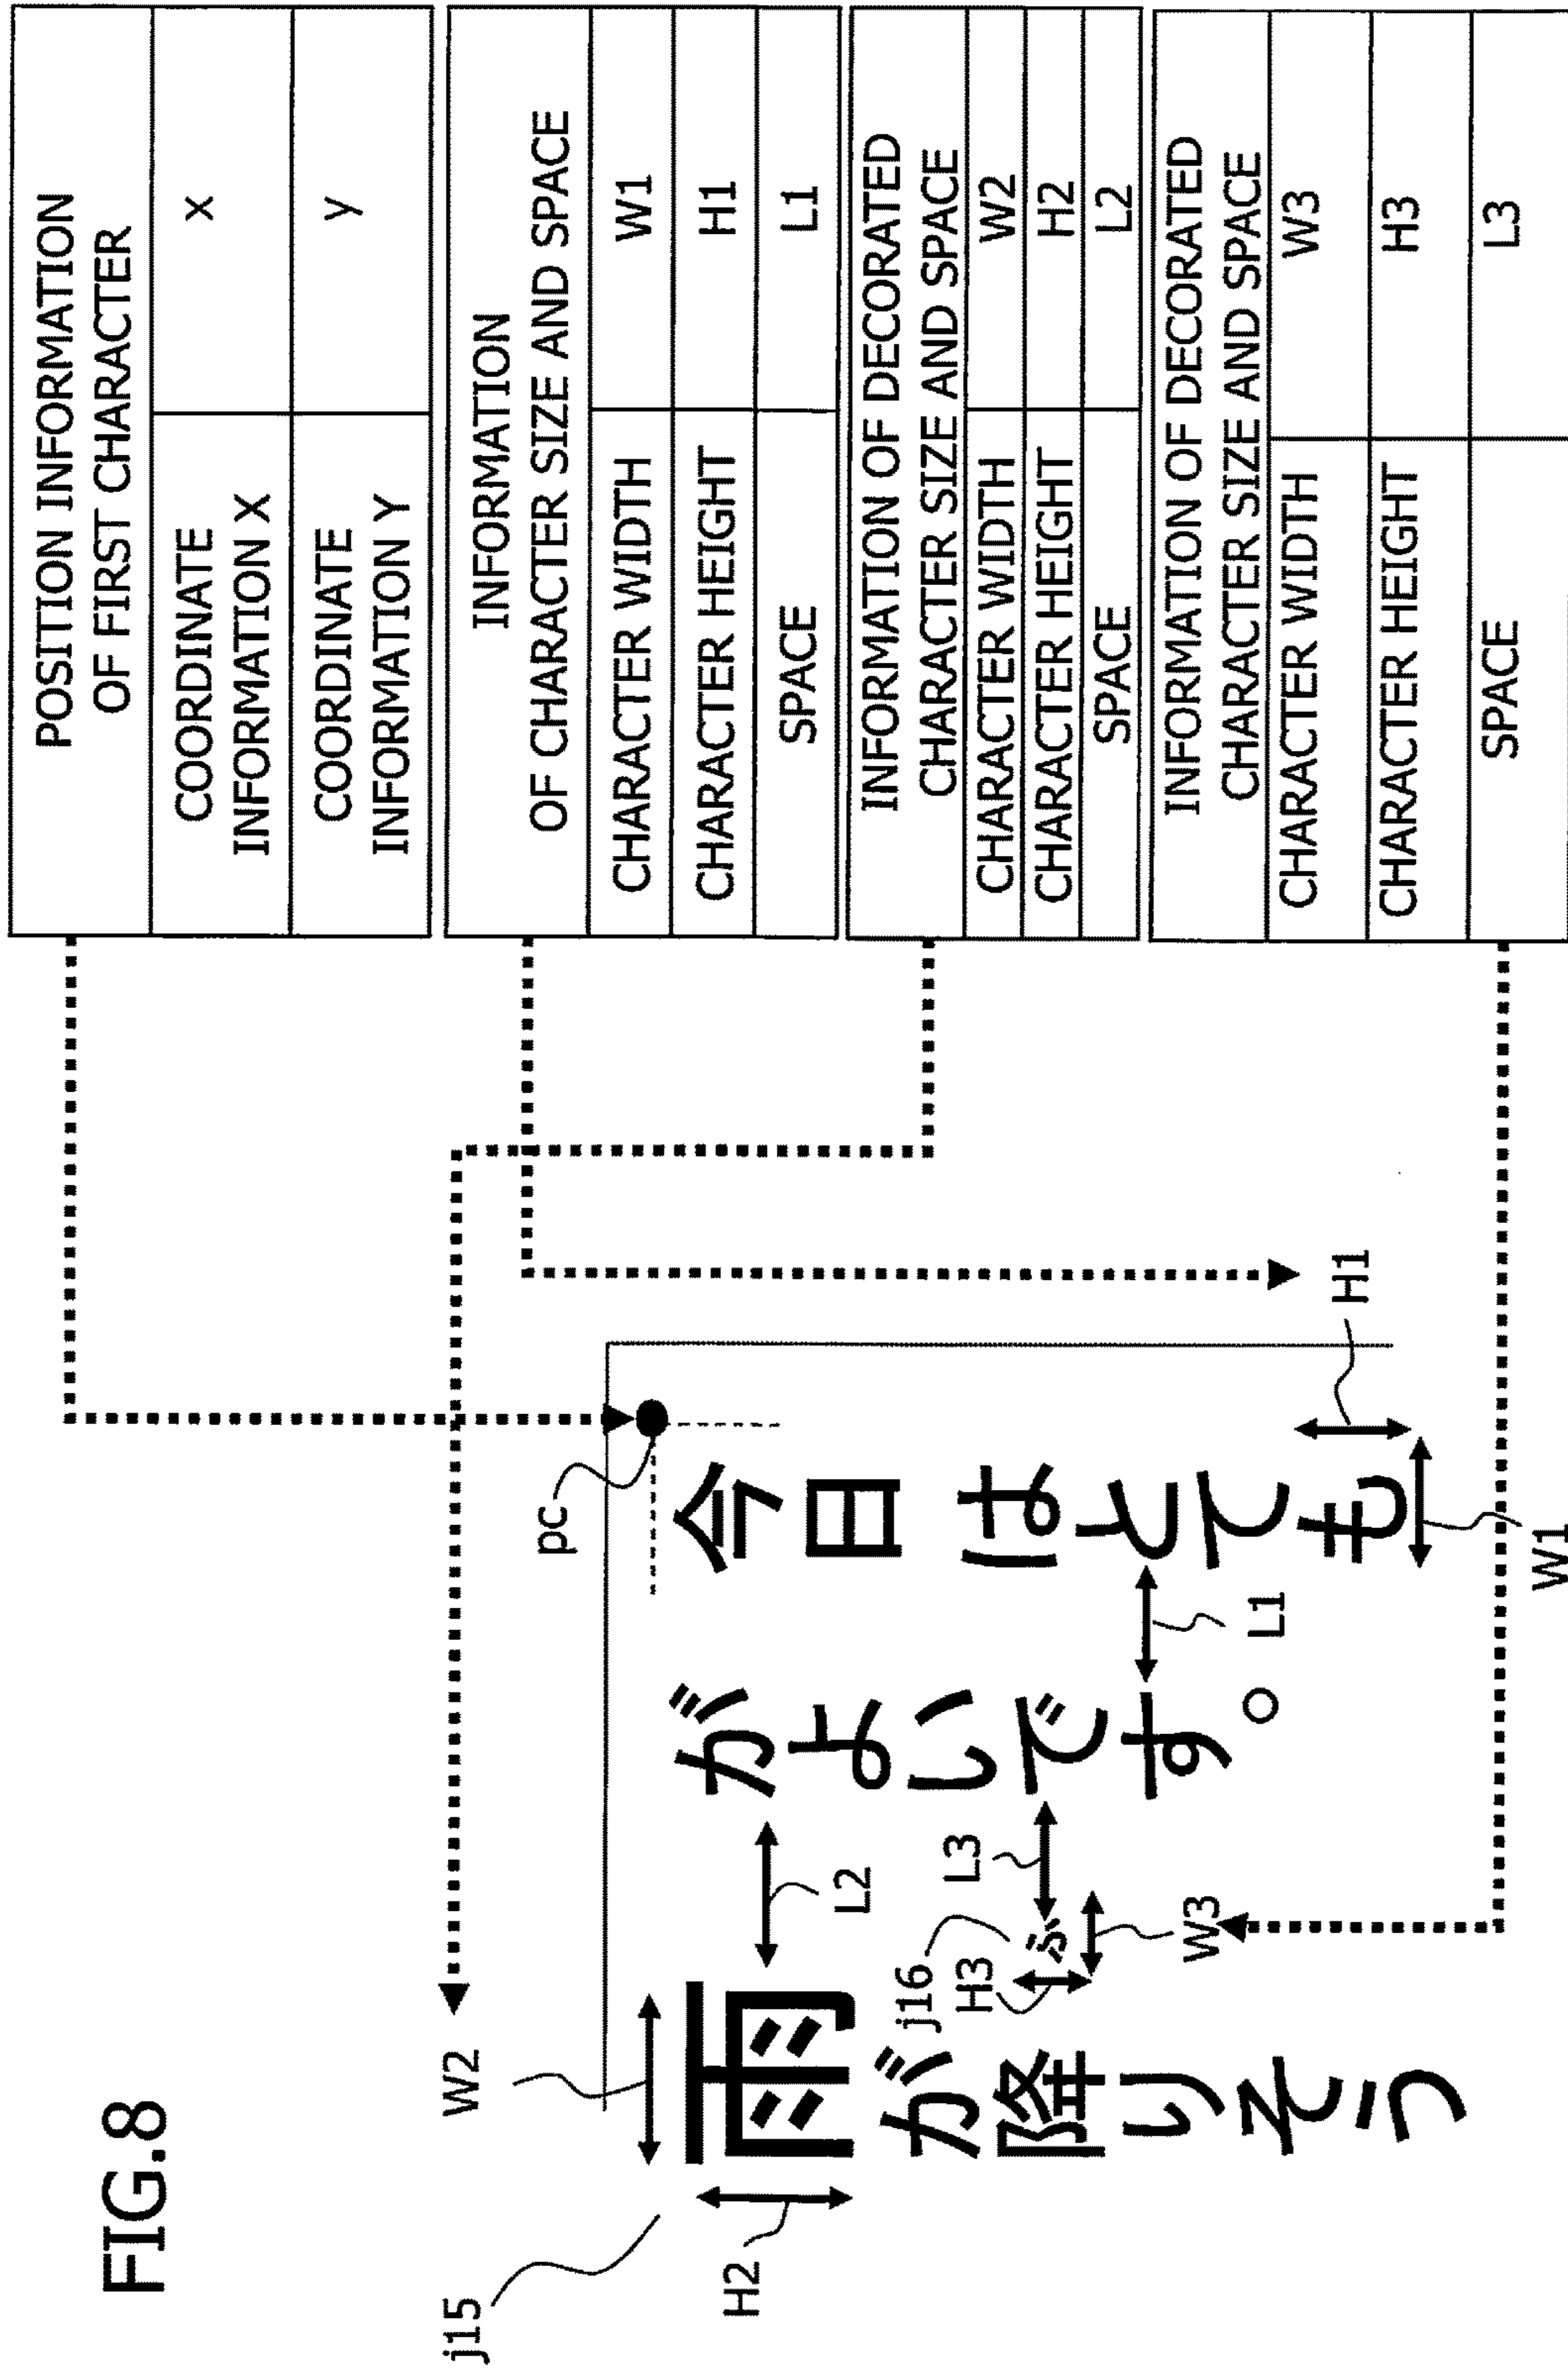 FIG.8
POSITION INFORMATION
OF FIRST CHARACTER
COORDINATE
INFORMATION X
x
COORDINATE
INFORMATION Y
y
INFORMATION
OF CHARACTER SIZE AND SPACE
CHARACTER WIDTH W1
CHARACTER HEIGHT H1
SPACE L1
INFORMATION OF DECORATED
CHARACTER SIZE AND SPACE
CHARACTER WIDTH W2
CHARACTER HEIGHT H2
SPACE L2
INFORMATION OF DECORATED
CHARACTER SIZE AND SPACE
CHARACTER WIDTH W3
CHARACTER HEIGHT H3
SPACE L3
pc
今日はとても
がよいです。
ふ
雨が降りそう
j15
W2
H2
L2
j16
H3
L3
W3
L1
H1
W1